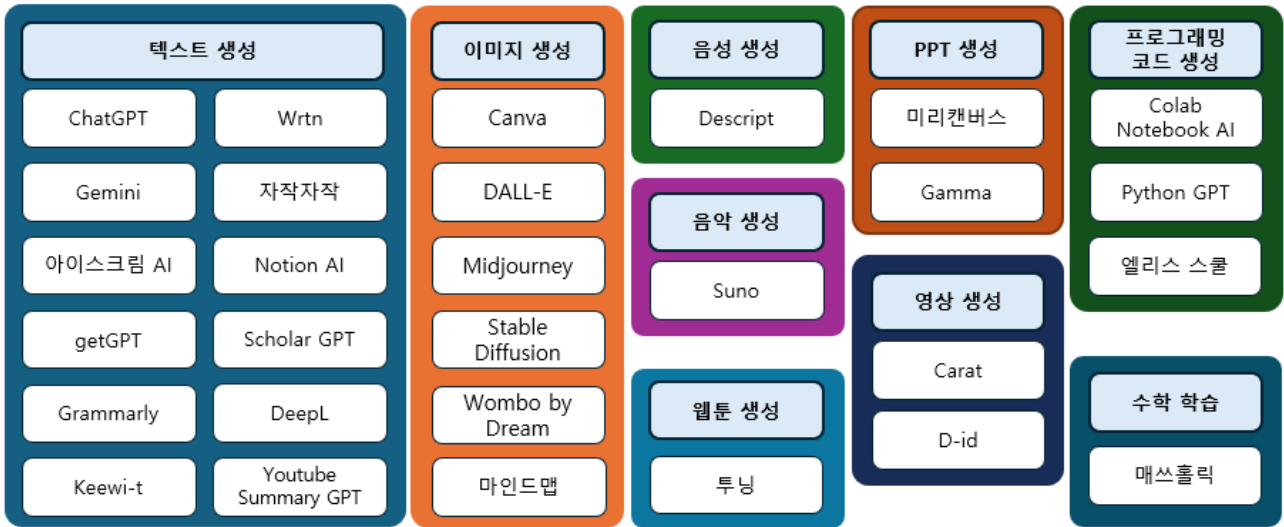 텍스트 생성
ChatGPT
Wrtn
Gemini
자작자작
아이스크림 AI
Notion AI
getGPT
Scholar GPT
Grammarly
DeepL
Keewi-t
Youtube
Summary GPT
이미지 생성
Canva
DALL-E
Midjourney
Stable
Diffusion
Wombo by
Dream
마인드맵
음성 생성
Descript
음악 생성
Suno
웹툰 생성
투닝
PPT 생성
미리캔버스
Gamma
영상 생성
Carat
D-id
프로그래밍
코드 생성
Colab
Notebook AI
Python GPT
엘리스 스쿨
수학 학습
매쓰홀릭